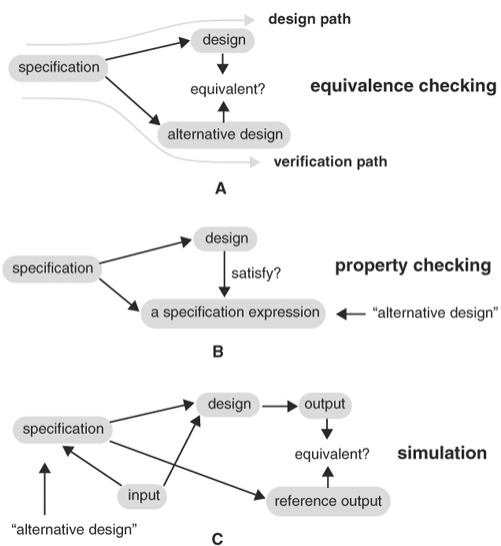 design path
design
specification
equivalent?
equivalence checking
alternative design
verification path
A
design
specification
satisfy?
property checking
a specification expression
“alternative design”
B
design
output
specification
equivalent?
simulation
input
reference output
“alternative design”
C